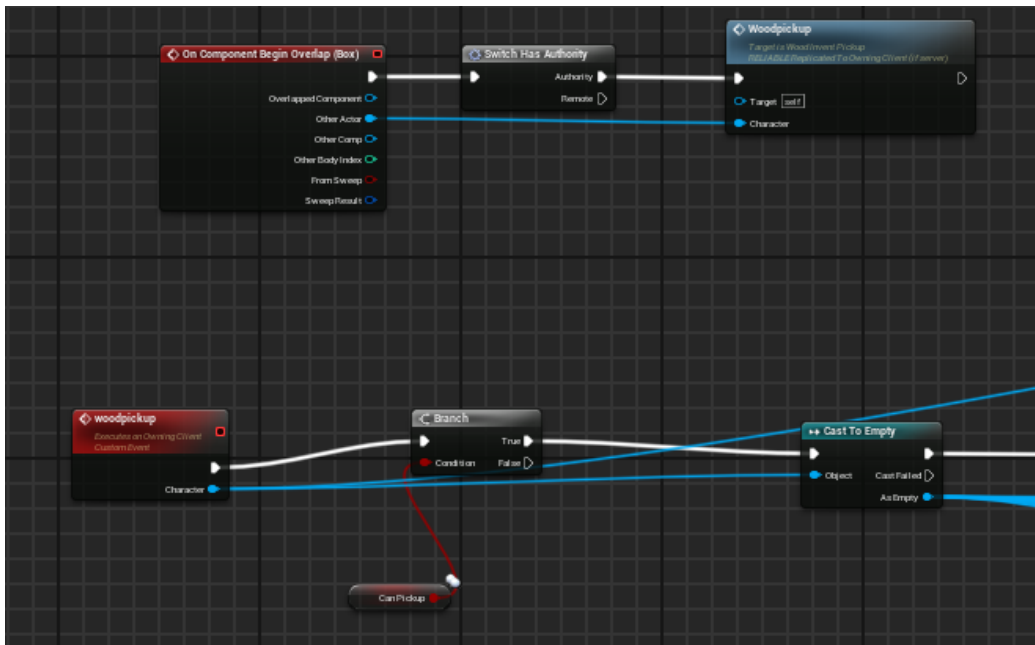 On Component Begin Overlap (Box)
Overlapped Component
Other Actor
Other Comp
Other Body Index
From Sweep
Sweep Result
Switch Has Authority
Authority
Remote
Woodpickup
Target is Wood Invent Pickup
RELIABLE Replicated To Owning Client (if server)
Target self
Character
woodpickup
Executes on Owning Client
Custom Event
Character
Branch
True
Condition False
Can Pickup
Cast To Empty
Object Cast Failed
As Empty